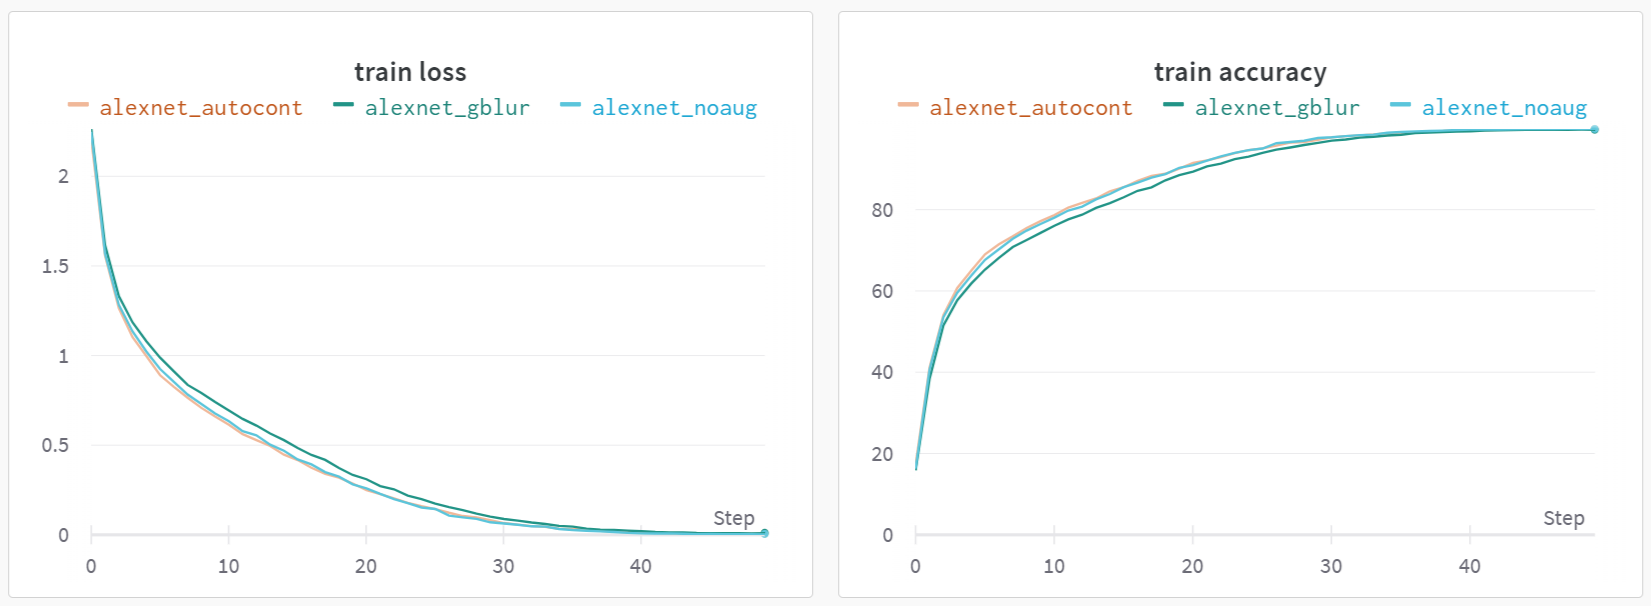 train loss
alexnet_autocont alexnet_gblur alexnet_noaug
2
1.5
1
0.5
0
Step
0 10 20 30 40
train accuracy
alexnet_autocont alexnet_gblur alexnet_noaug
80
60
40
20
0
Step
0 10 20 30 40